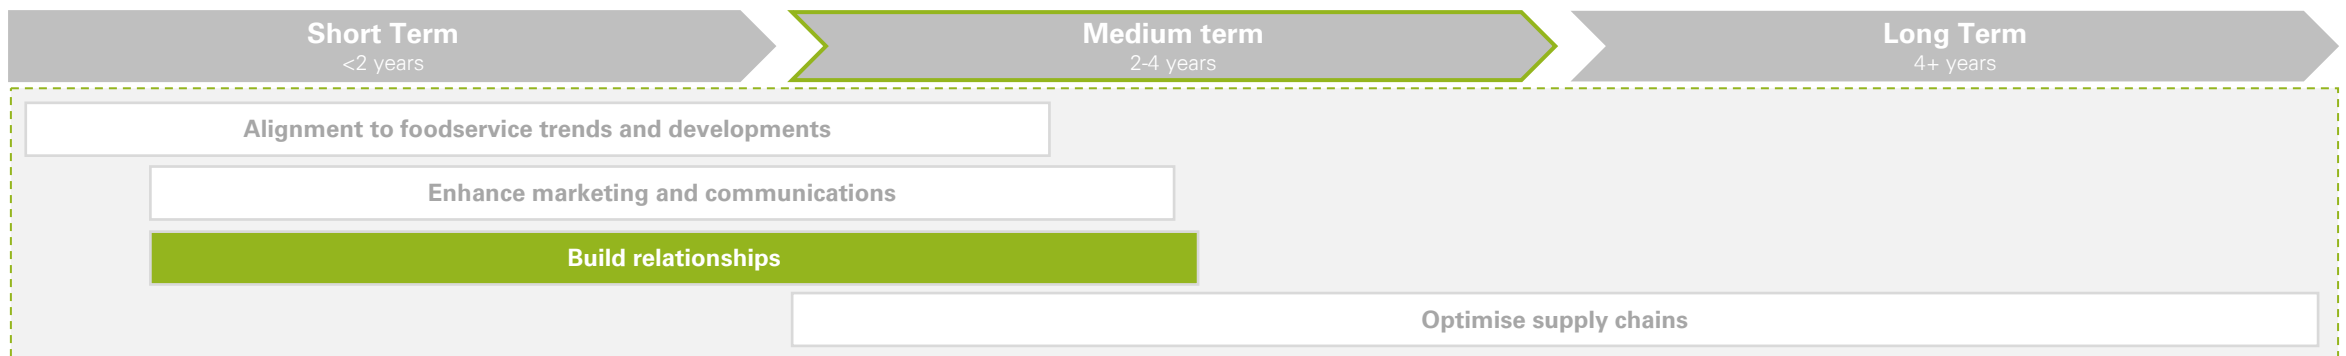 Short Term
<2 years
Medium term
2-4 years
Long Term
4+ years
Alignment to foodservice trends and developments
Enhance marketing and communications
Build relationships
Optimise supply chains